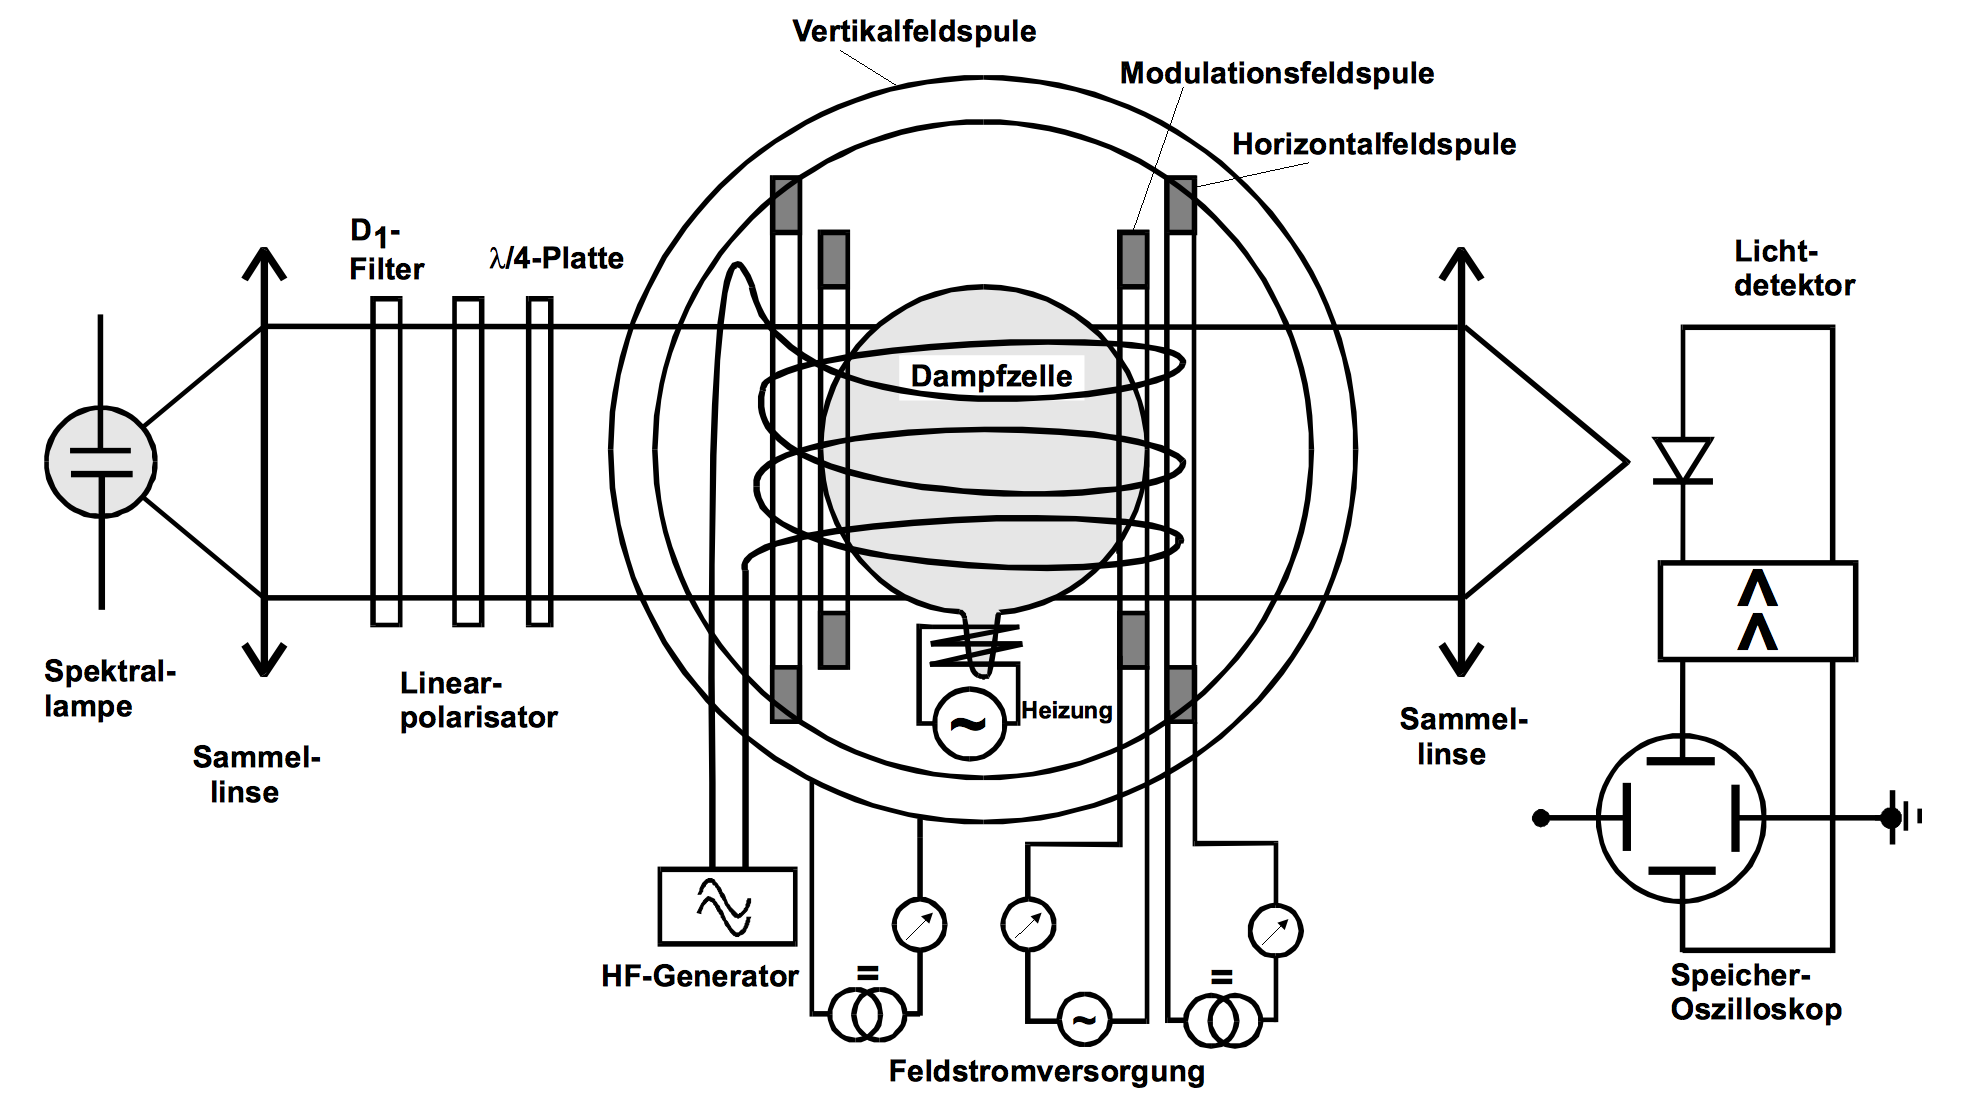 Vertikalfeldspule
Modulationsfeldspule
Horizontalfeldspule
D1-
Filter
λ/4-Platte
Licht-
detektor
Dampfzelle
Spektral-
lampe
Linear-
polarisator
Heizung
Sammel-
linse
Sammel-
linse
HF-Generator
=
~
=
~
Speicher-
Oszilloskop
Feldstromversorgung